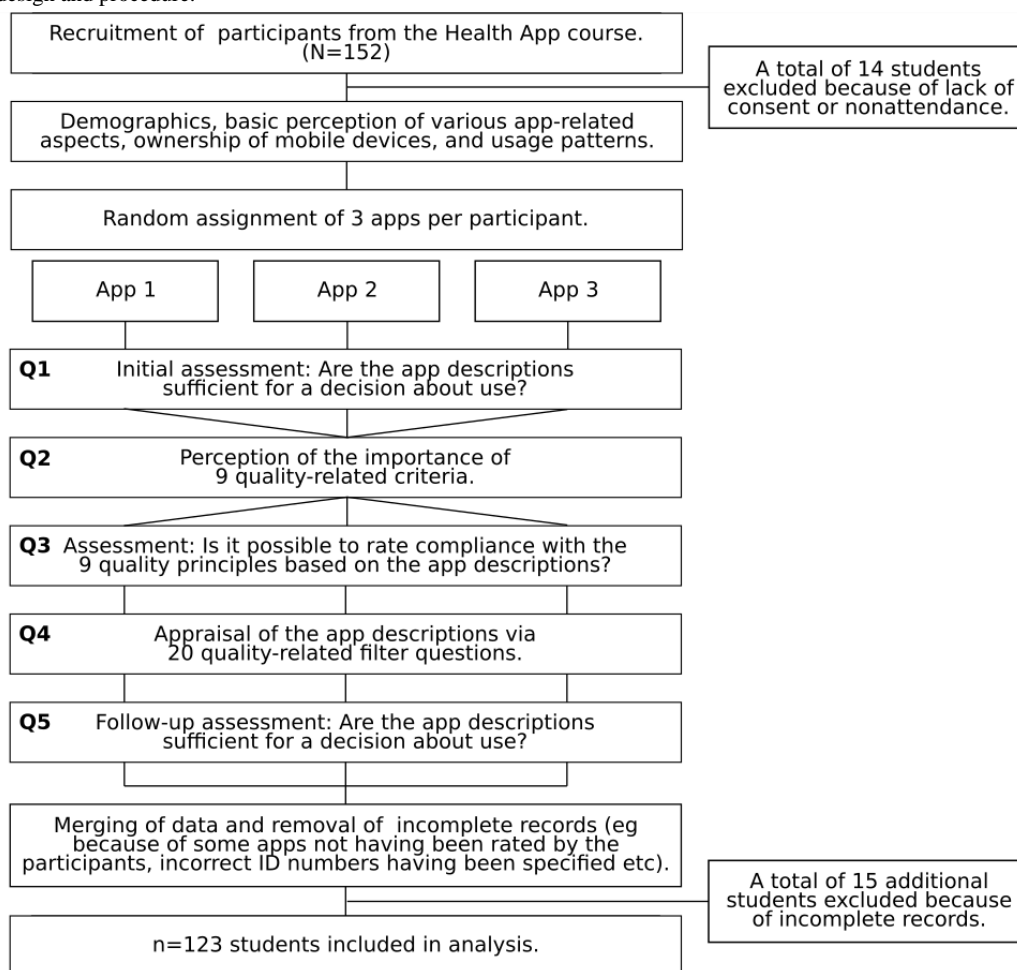 design and procedure.
Recruitment of participants from the Health App course.
(N=152)
A total of 14 students
excluded because of lack of
consent or nonattendance.
Demographics, basic perception of various app-related
aspects, ownership of mobile devices, and usage patterns.
Random assignment of 3 apps per participant.
App 1
App 2
App 3
Q1 Initial assessment: Are the app descriptions
sufficient for a decision about use?
Q2 Perception of the importance of
9 quality-related criteria.
Q3 Assessment: Is it possible to rate compliance with the
9 quality principles based on the app descriptions?
Q4 Appraisal of the app descriptions via
20 quality-related filter questions.
Q5 Follow-up assessment: Are the app descriptions
sufficient for a decision about use?
Merging of data and removal of incomplete records (eg
because of some apps not having been rated by the
participants, incorrect ID numbers having been specified etc).
A total of 15 additional
students excluded because
of incomplete records.
n=123 students included in analysis.